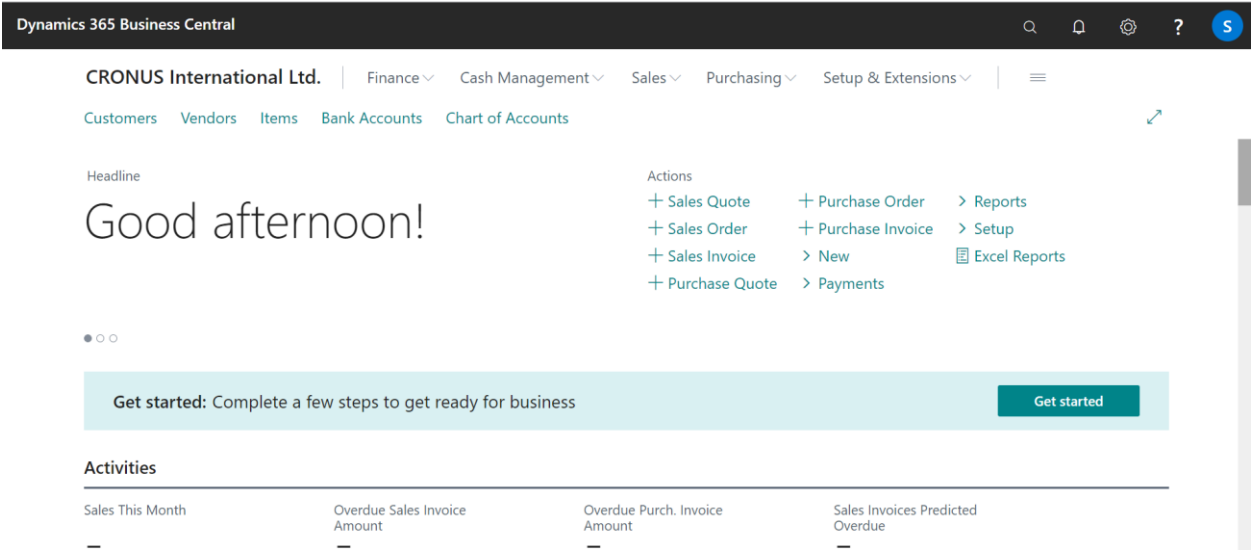 Dynamics 365 Business Central
?
S
CRONUS International Ltd.
Finance
Cash Management
Sales
Purchasing
Setup & Extensions
Customers
Vendors
Items
Bank Accounts
Chart of Accounts
Headline
Good afternoon!
Actions
+ Sales Quote
+ Sales Order
+ Sales Invoice
+ Purchase Quote
+ Purchase Order
+ Purchase Invoice
> New
> Payments
> Reports
> Setup
Excel Reports
Get started: Complete a few steps to get ready for business
Get started
Activities
Sales This Month
Overdue Sales Invoice
Amount
Overdue Purch. Invoice
Amount
Sales Invoices Predicted
Overdue